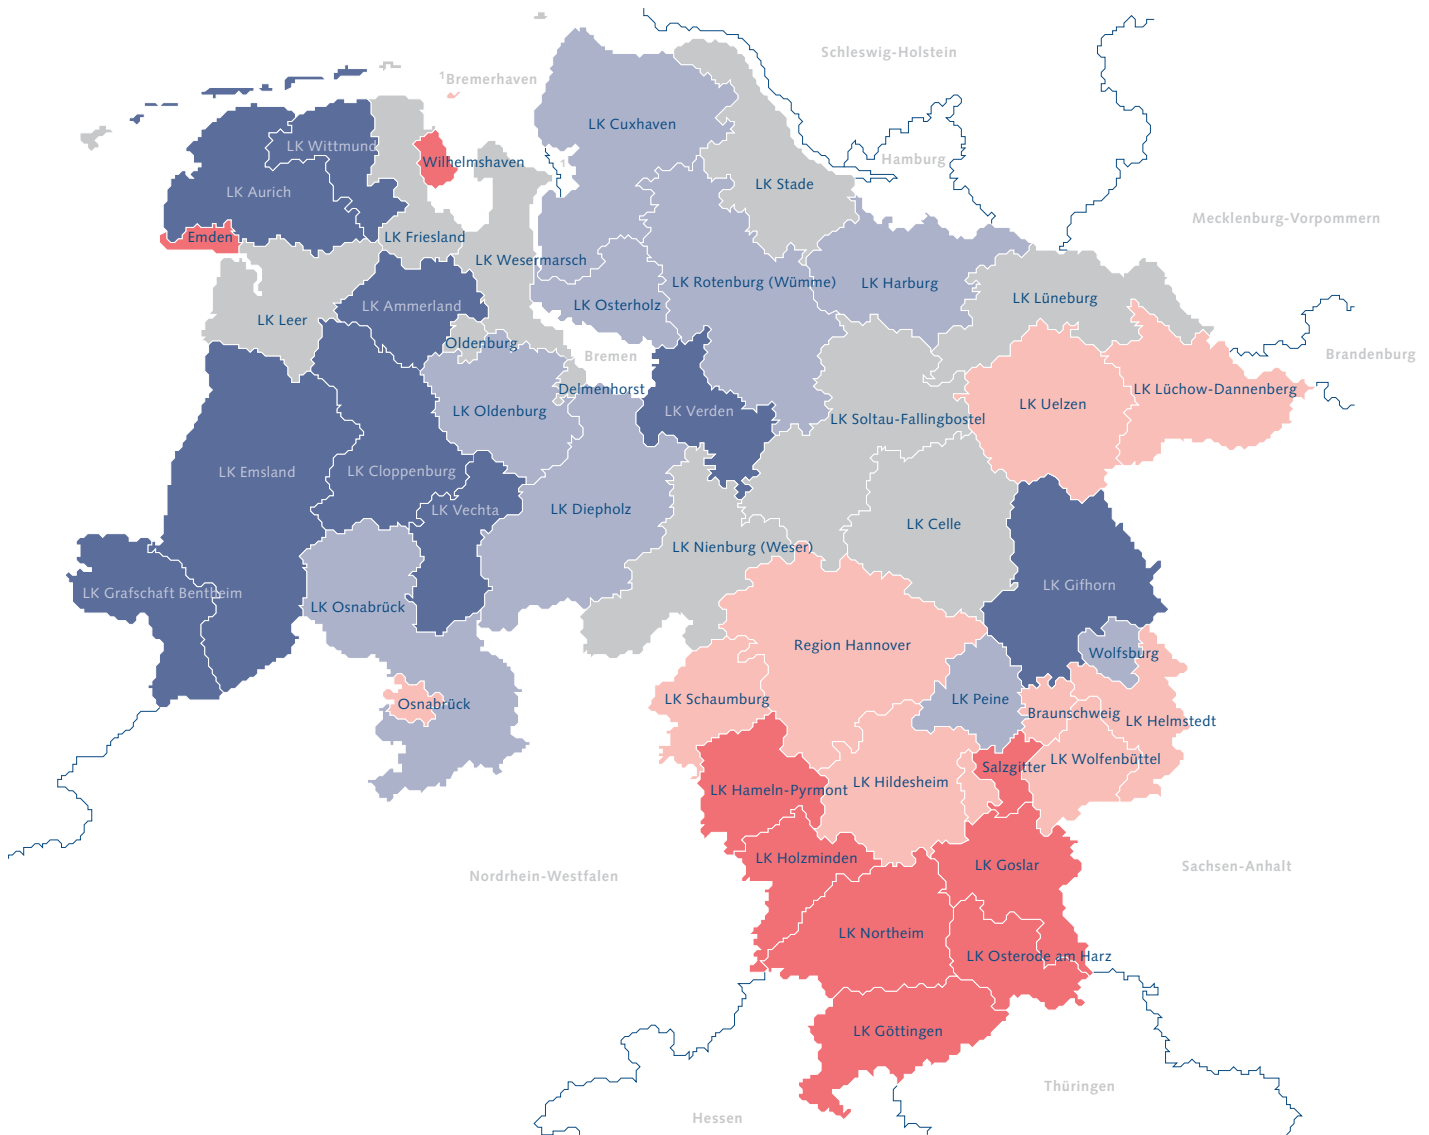 Schleswig-Holstein
¹Bremerhaven
LK Cuxhaven
LK Wittmund
Wilhelmshaven
1
Hamburg
LK Aurich
LK Stade
Mecklenburg-Vorpommern
Emden
LK Friesland
LK Wesermarsch
LK Rotenburg (Wümme)
LK Harburg
LK Ammerland
LK Osterholz
LK Lüneburg
LK Leer
Oldenburg
Bremen
Brandenburg
Delmenhorst
LK Lüchow-Dannenberg
LK Oldenburg
LK Verden
LK Soltau-Fallingbostel
LK Uelzen
LK Emsland
LK Cloppenburg
LK Vechta
LK Diepholz
LK Celle
LK Nienburg (Weser)
LK Grafschaft Bentheim
LK Osnabrück
LK Gifhorn
Region Hannover
Wolfsburg
Osnabrück
LK Schaumburg
LK Peine
Braunschweig
LK Helmstedt
LK Hameln-Pyrmont
LK Hildesheim
Salzgitter
LK Wolfenbüttel
Nordrhein-Westfalen
LK Holzminden
LK Goslar
Sachsen-Anhalt
LK Northeim
LK Osterode am Harz
LK Göttingen
Hessen
Thüringen